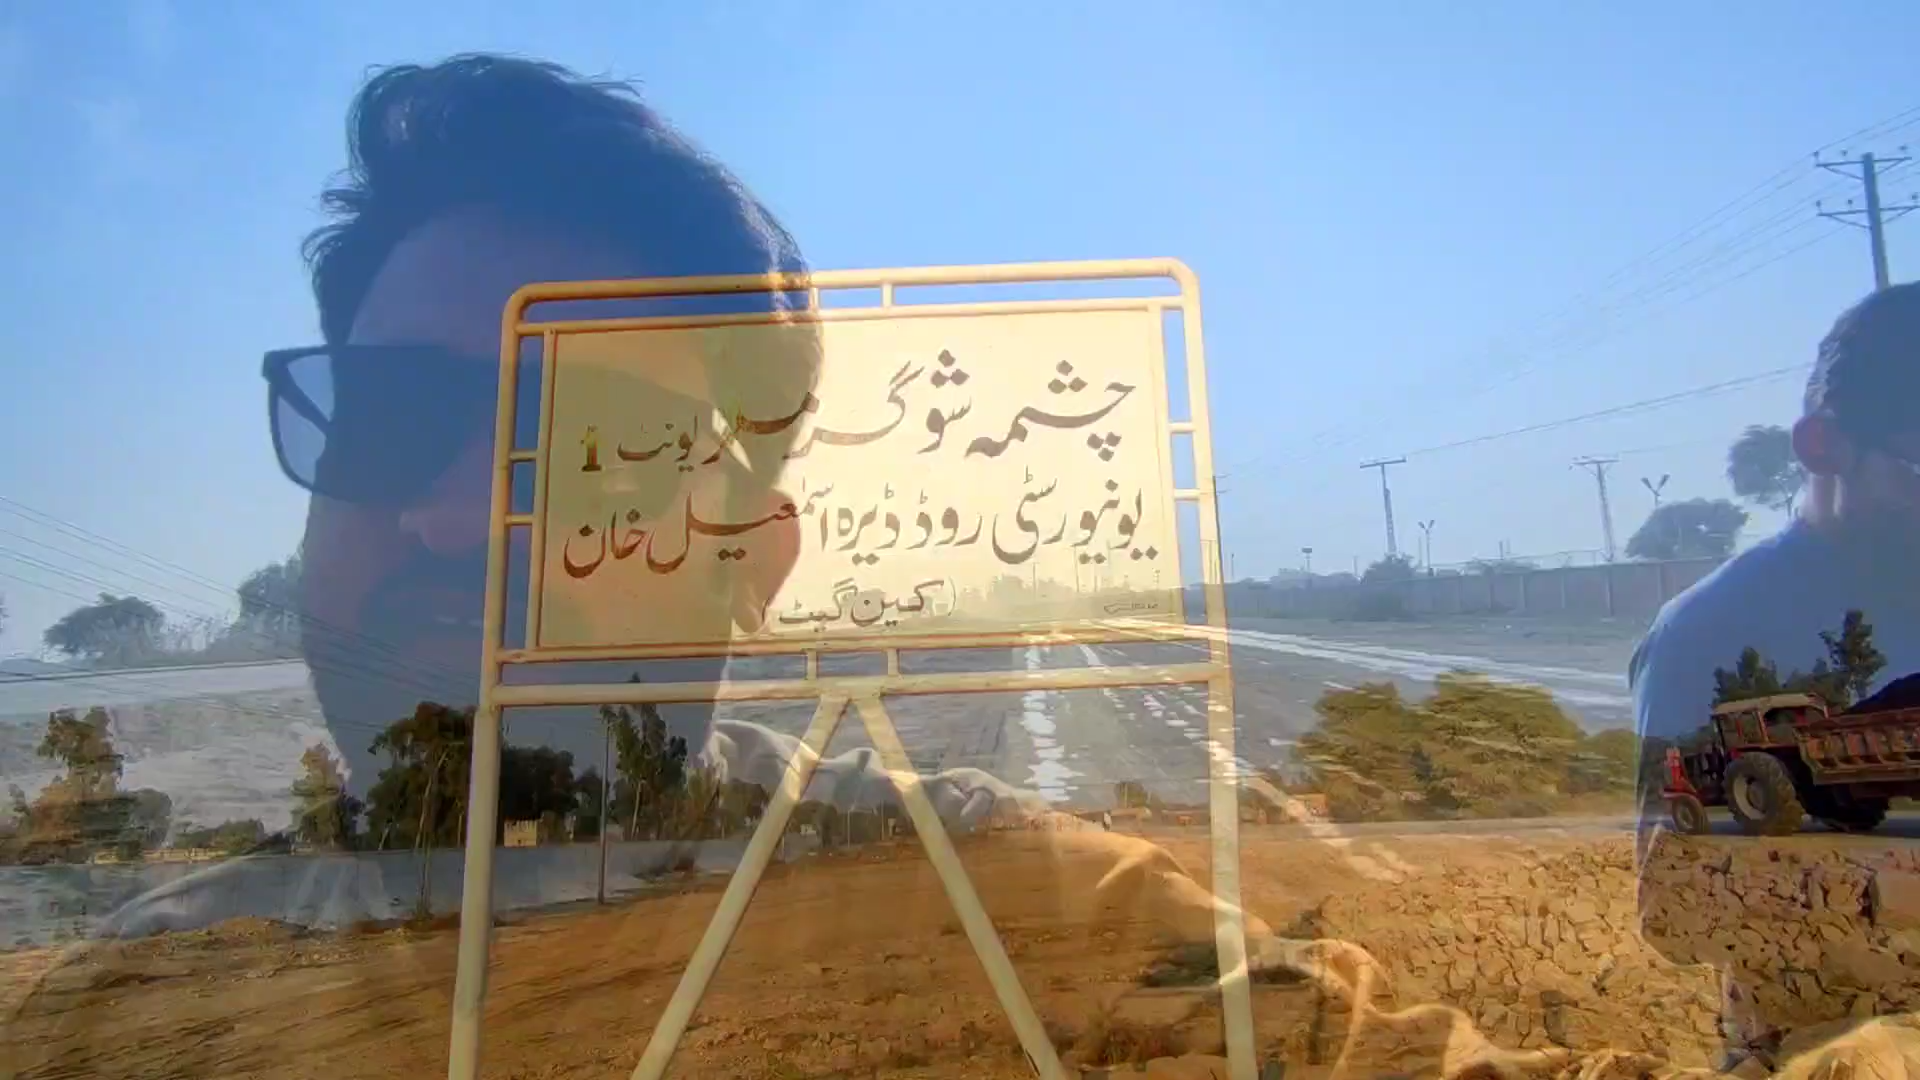 چشمہ شوگر ملز یونٹ 1
یونیورسٹی روڈ ڈیرہ اسمٰعیل خان
(کین گیٹ)